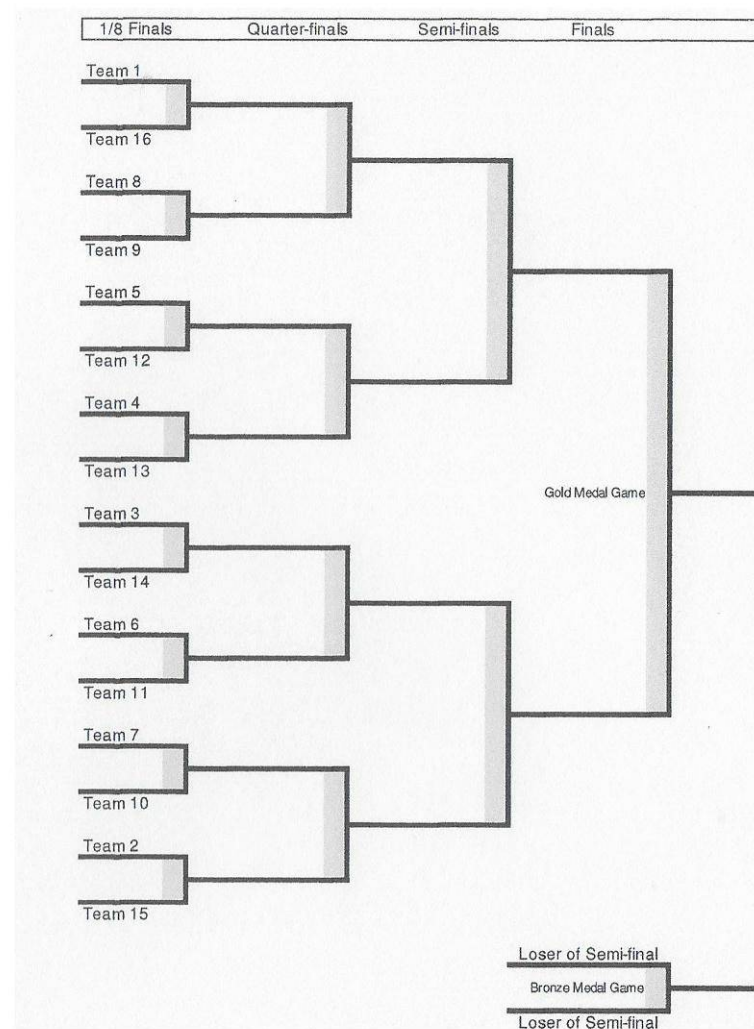 1/8 Finals Quarter-finals Semi-finals Finals
Team 1
Team 16
Team 8
Team 9
Team 5
Team 12
Team 4
Team 13
Gold Medal Game
Team 3
Team 14
Team 6
Team 11
Team 7
Team 10
Team 2
Team 15
Loser of Semi-final
Bronze Medal Game
Loser of Semi-final